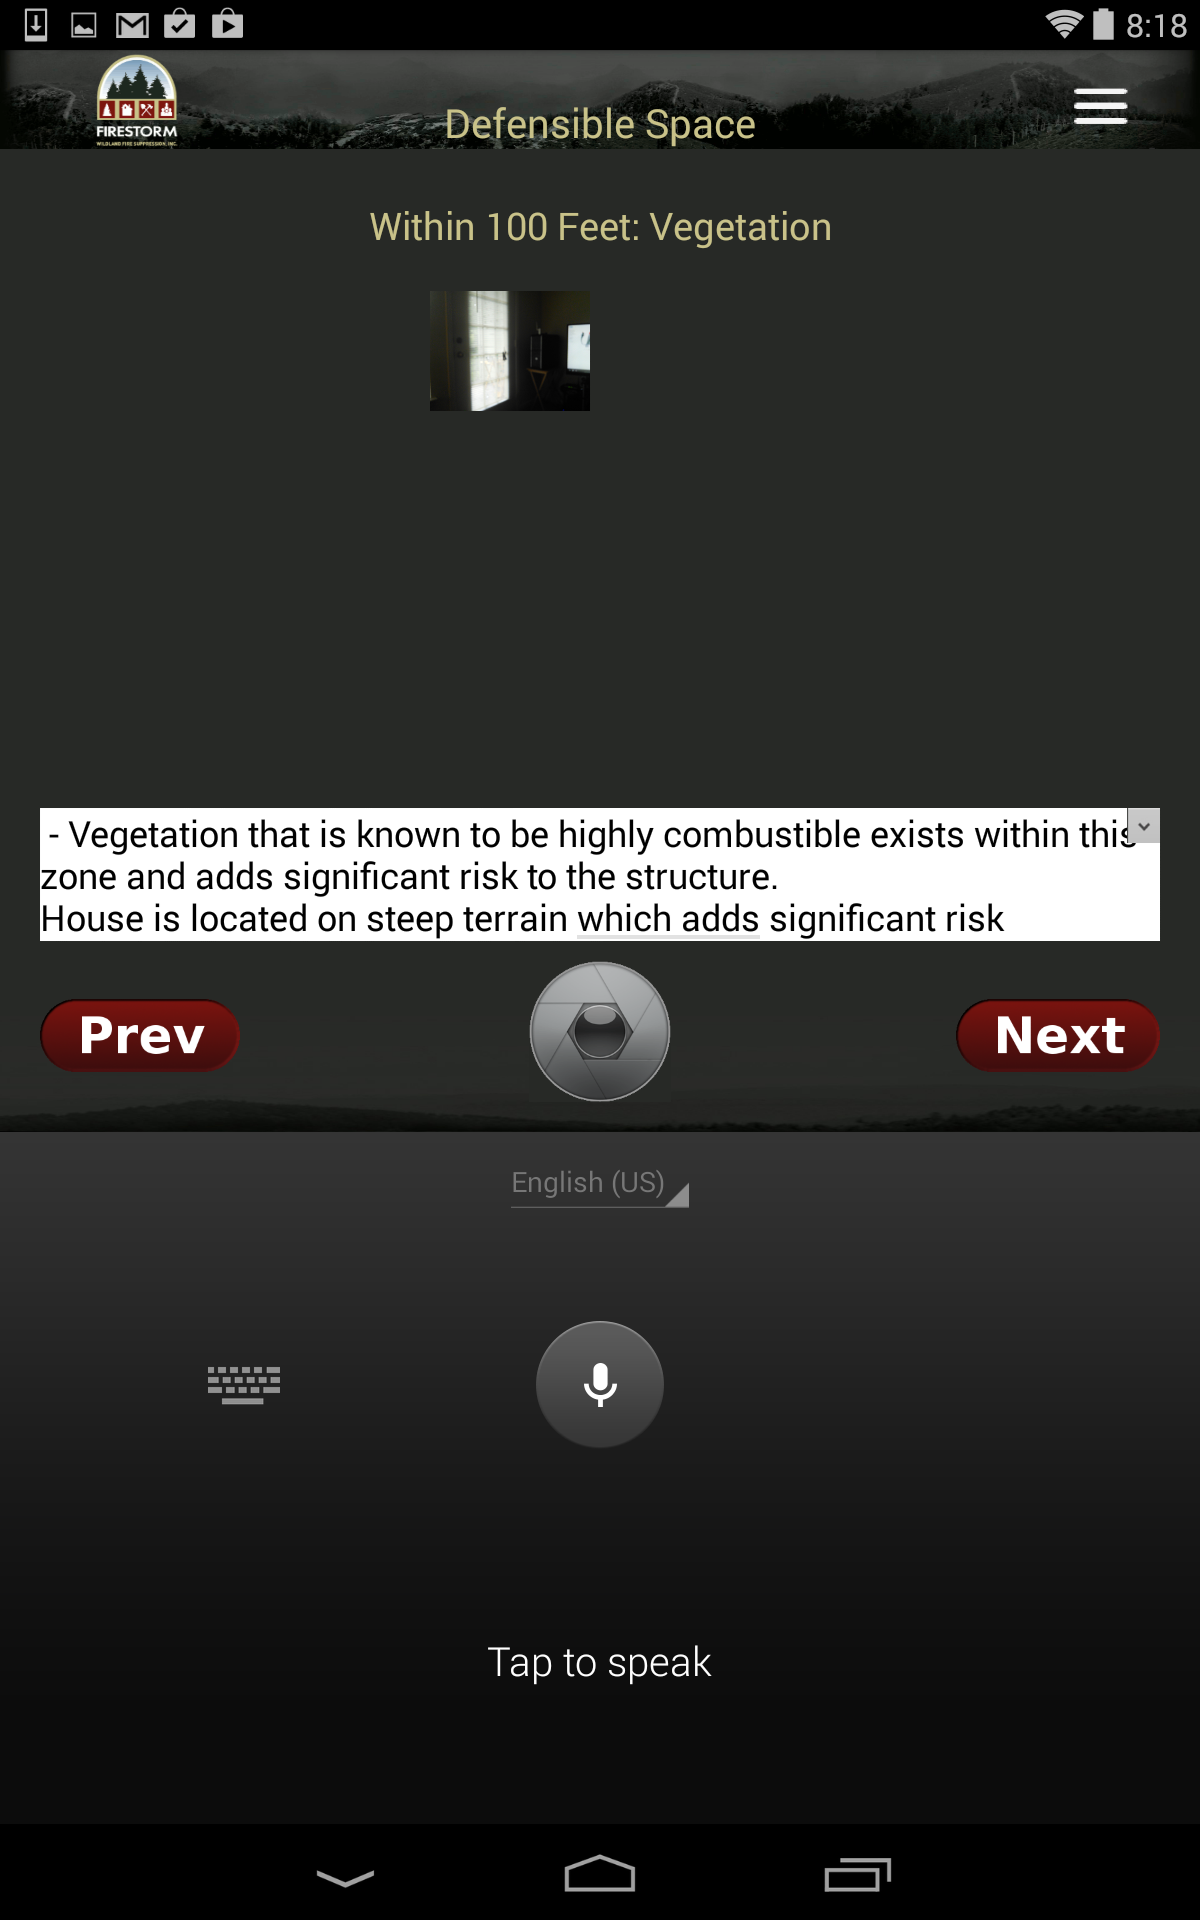 8:18
FIRESTORM
WILDLAND FIRE SUPPRESSION, INC.
Defensible Space
Within 100 Feet: Vegetation
- Vegetation that is known to be highly combustible exists within this
zone and adds significant risk to the structure.
House is located on steep terrain which adds significant risk
Prev
Next
English (US)
Tap to speak